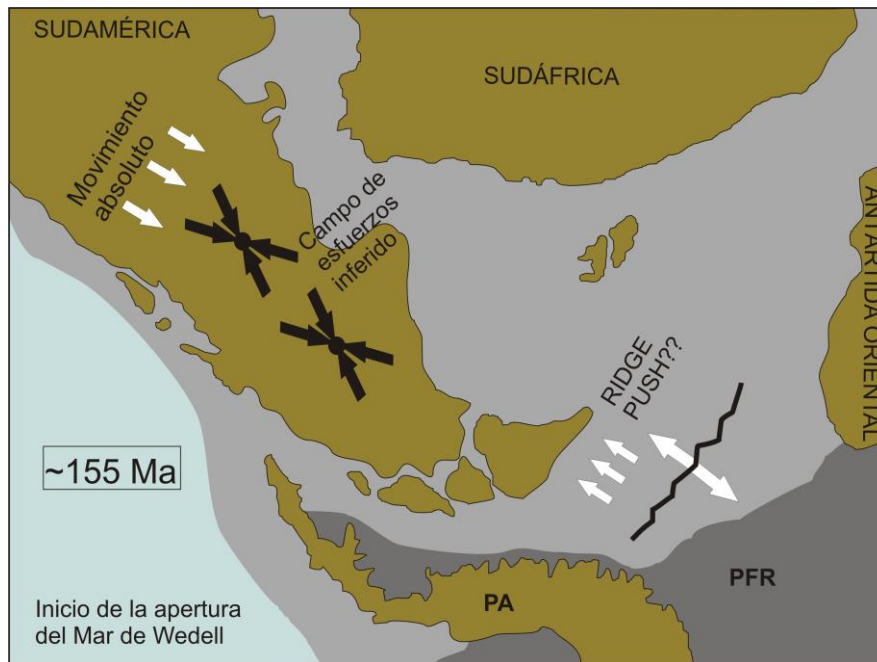 SUDAMÉRICA
SUDÁFRICA
Movimiento
absoluto
Campo de
esfuerzos
inferido
ANTARTIDA ORIENTAL
RIDGE
PUSH??
~155 Ma
PFR
PA
Inicio de la apertura
del Mar de Wedell